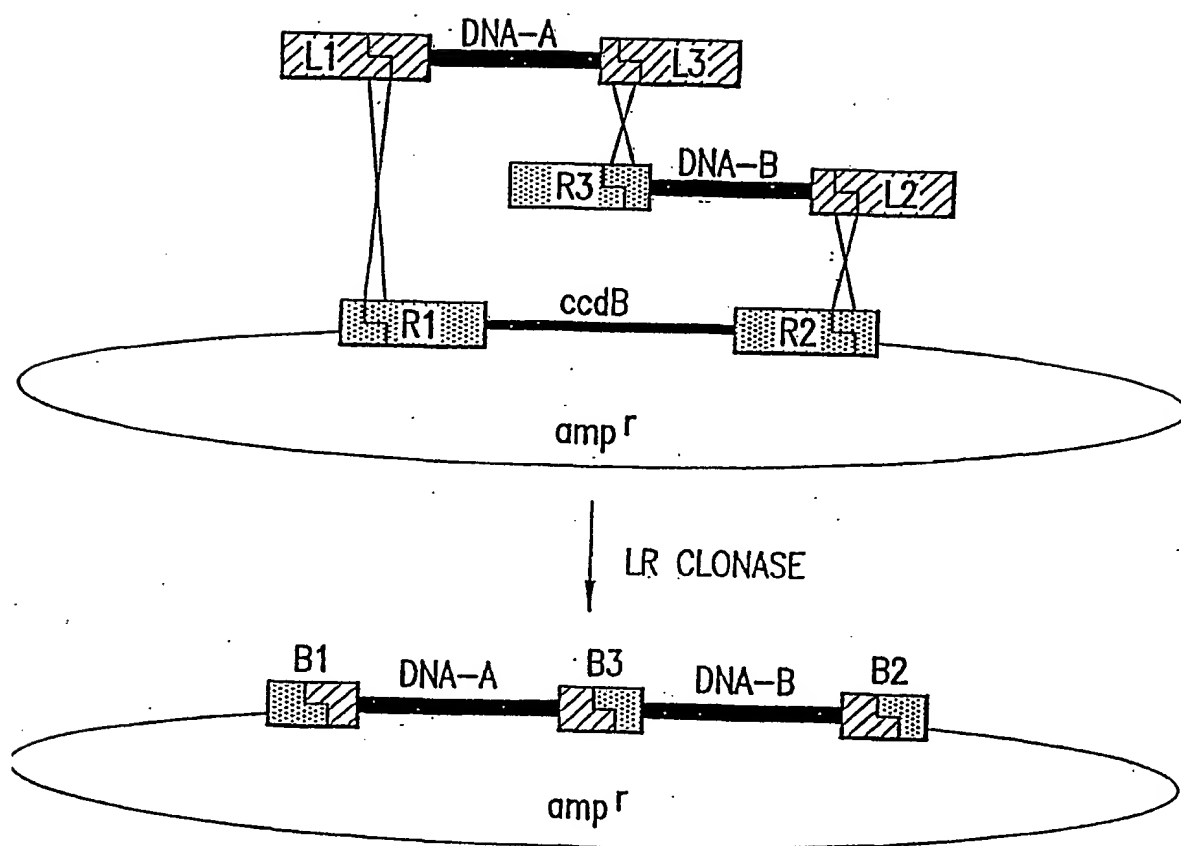 DNA-A
L1
L3
DNA-B
R3
L2
ccdB
R1
R2
amp r
LR CLONASE
B1
DNA-A
B3
DNA-B
B2
amp r